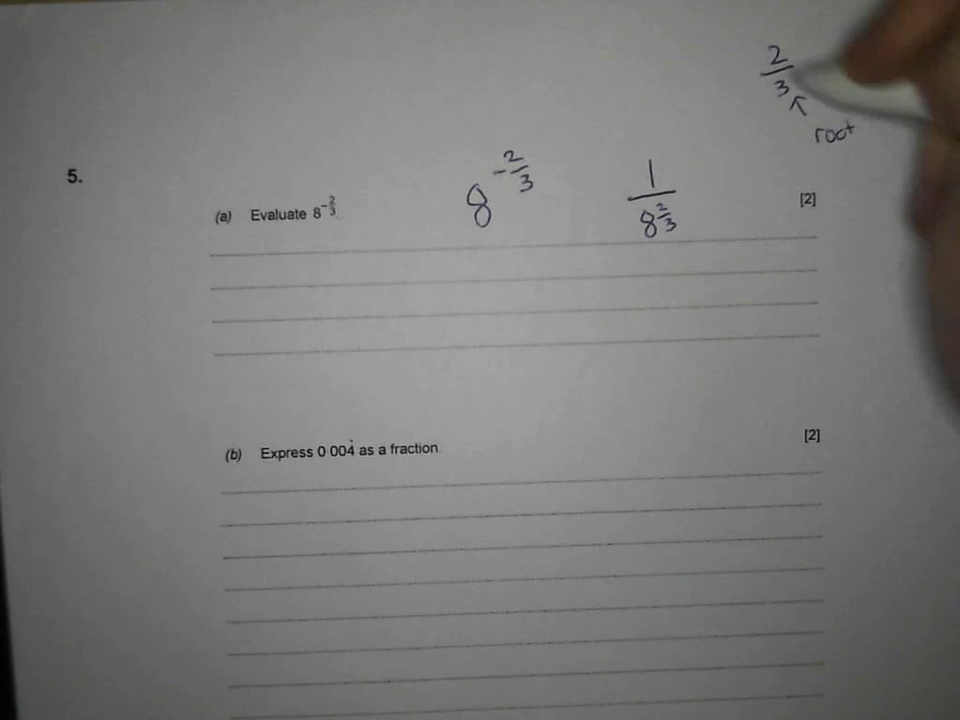 2/3
root
5.
(a) Evaluate 8^(-2/3). 8^(-2/3) 1/8^(2/3) [2]
(b) Express 0·004̇ as a fraction. [2]